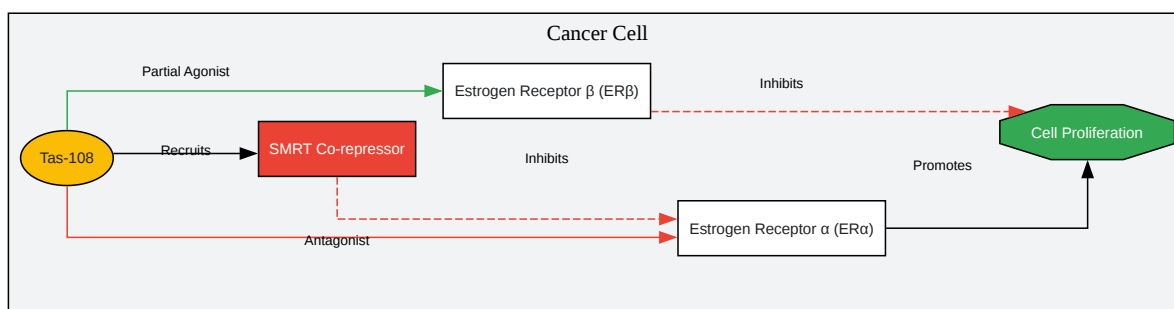 Cancer Cell
Partial Agonist
Estrogen Receptor β (ERβ)
Inhibits
Cell Proliferation
Tas-108
Recruits
SMRT Co-repressor
Inhibits
Promotes
Estrogen Receptor α (ERα)
Antagonist